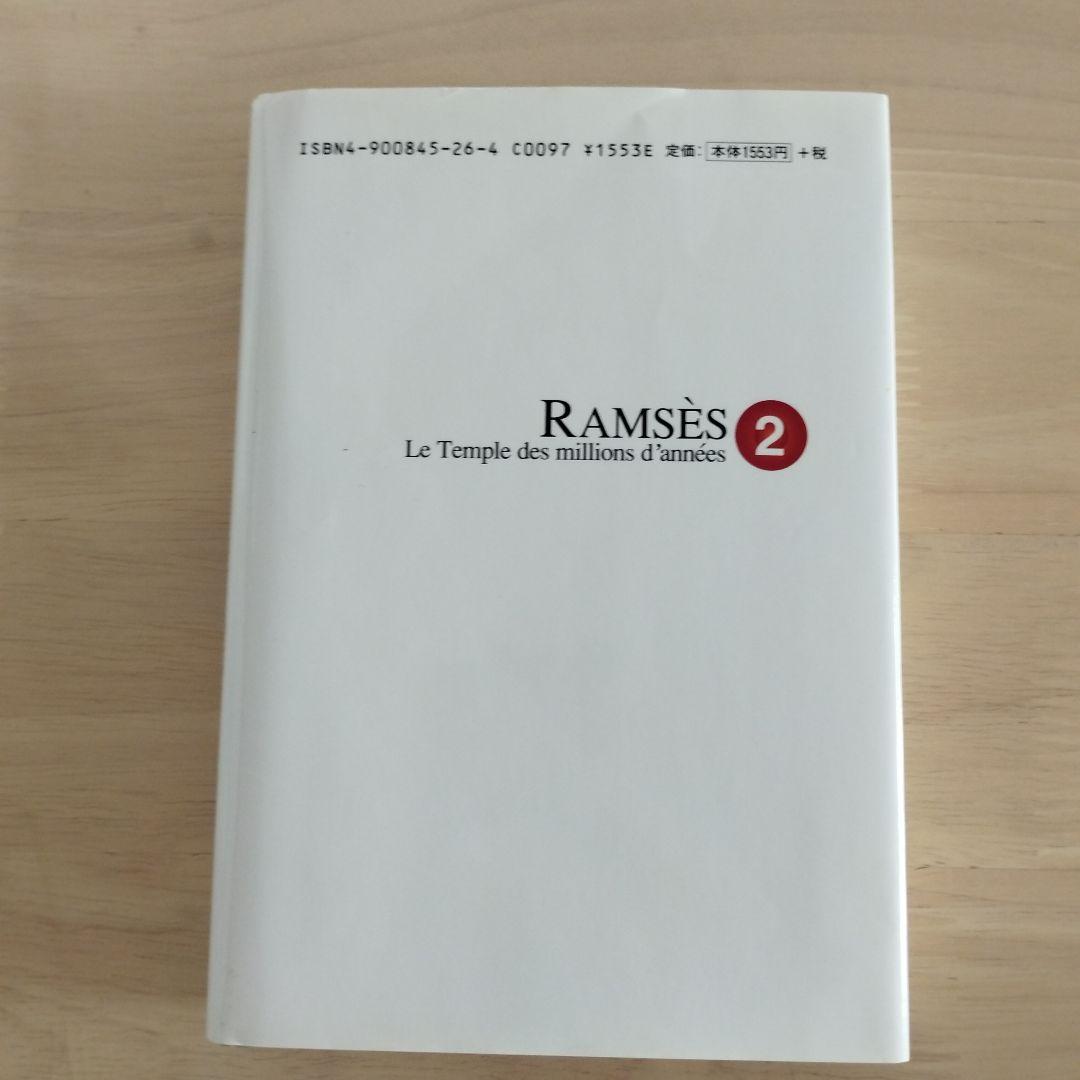 ISBN4-900845-26-4 C0097 ¥1553E 定価:本体1553円+税
RAMSÈS 2
Le Temple des millions d'années